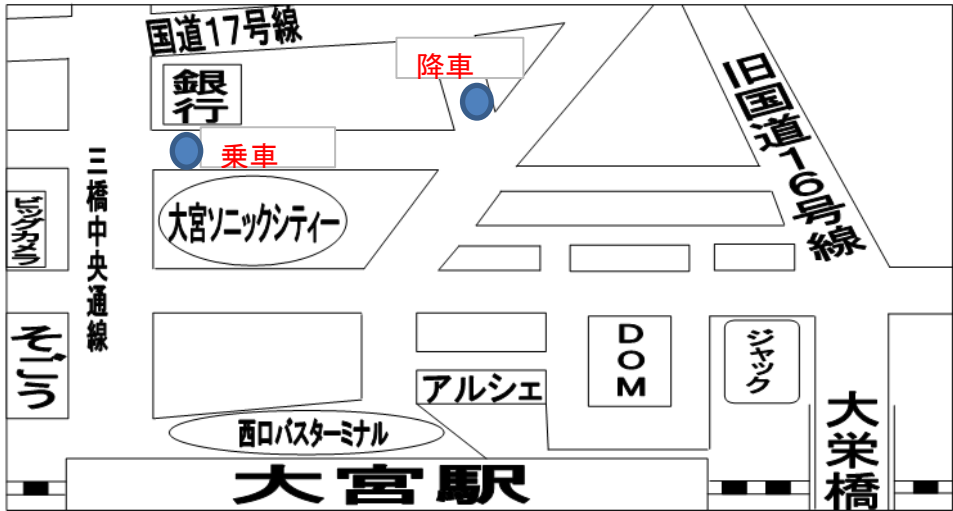 国道17号線
降車
銀行
旧国道16号線
乗車
三橋中央通線
大宮ソニックシティー
ビッグカメラ
そごう
DOM
ジャック
アルシェ
大栄橋
西口バスターミナル
大宮駅